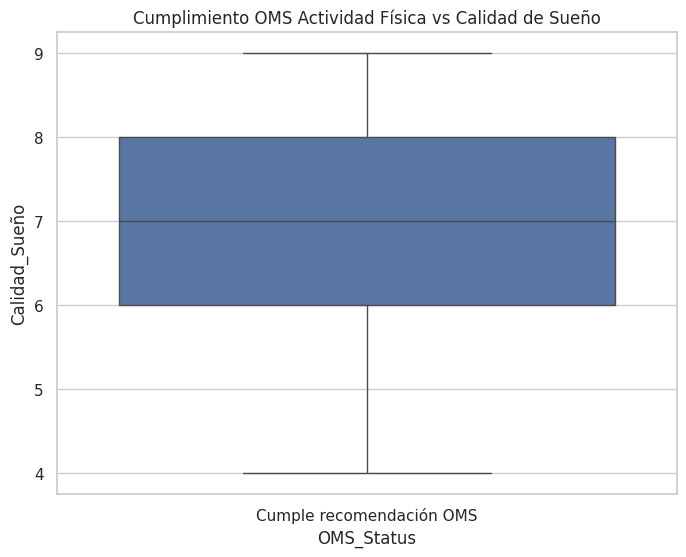 Cumplimiento OMS Actividad Física vs Calidad de Sueño
Calidad_Sueño
9
8
7
6
5
4
Cumple recomendación OMS
OMS_Status